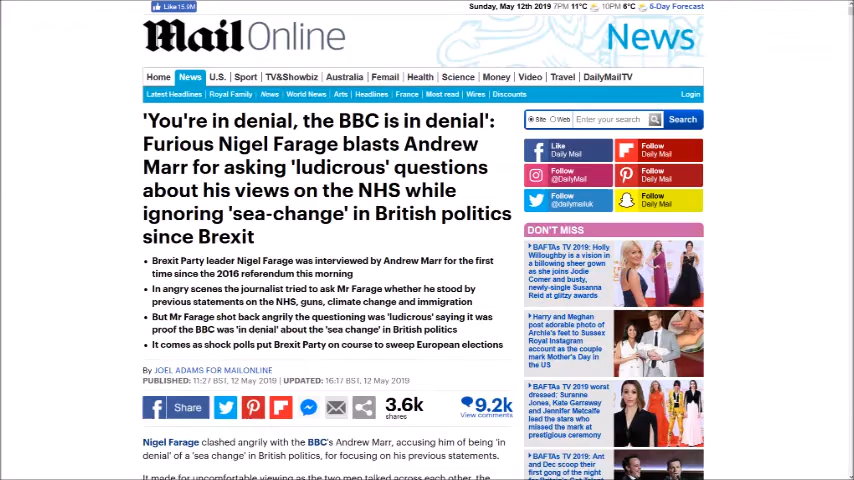 Like 15.9M
Sunday, May 12th 2019 7PM 11°C 10PM 6°C 5-Day Forecast
Mail Online
News
Home News U.S. Sport TV&Showbiz Australia Femail Health Science Money Video Travel DailyMailTV
Latest Headlines Royal Family News World News Arts Headlines France Most read Wires Discounts Login
'You're in denial, the BBC is in denial':
Furious Nigel Farage blasts Andrew
Marr for asking 'ludicrous' questions
about his views on the NHS while
ignoring 'sea-change' in British politics
since Brexit
• Brexit Party leader Nigel Farage was interviewed by Andrew Marr for the first
time since the 2016 referendum this morning
• In angry scenes the journalist tried to ask Mr Farage whether he stood by
previous statements on the NHS, guns, climate change and immigration
• But Mr Farage shot back angrily the questioning was 'ludicrous' saying it was
proof the BBC was 'in denial' about the 'sea change' in British politics
• It comes as shock polls put Brexit Party on course to sweep European elections
By JOEL ADAMS FOR MAILONLINE
PUBLISHED: 11:27 BST, 12 May 2019 | UPDATED: 16:17 BST, 12 May 2019
Share
3.6k
shares
9.2k
View comments
Nigel Farage clashed angrily with the BBC's Andrew Marr, accusing him of being 'in
denial' of a 'sea change' in British politics, for focusing on his previous statements.
It made for uncomfortable viewing as the two men talked across each other, the
Site Web Enter your search Search
Like
Daily Mail
Follow
Daily Mail
Follow
@DailyMail
Follow
Daily Mail
Follow
@dailymailuk
Follow
Daily Mail
DON'T MISS
BAFTAs TV 2019: Holly
Willoughby is a vision in
a billowing sheer gown
as she joins Jodie
Comer and busty,
newly-single Susanna
Reid at glitzy awards
Harry and Meghan
post adorable photo of
Archie's feet to Sussex
Royal Instagram
account as the couple
mark Mother's Day in
the US
BAFTAs TV 2019 worst
dressed: Suranne
Jones, Kate Garraway
and Jennifer Metcalfe
lead the stars who
missed the mark at
prestigious ceremony
BAFTAs TV 2019: Ant
and Dec scoop their
first gong of the night